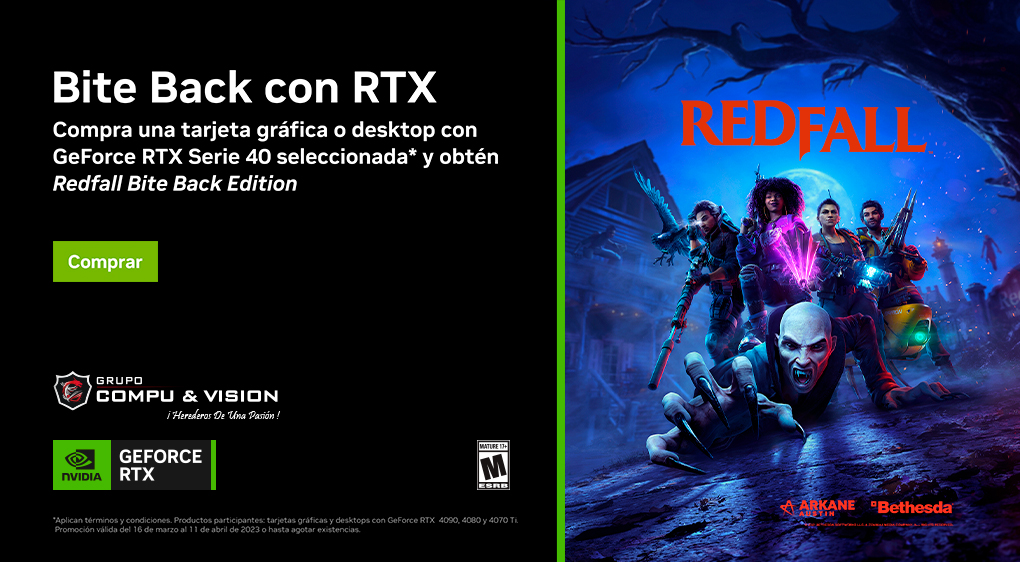 Bite Back con RTX
Compra una tarjeta gráfica o desktop con
GeForce RTX Serie 40 seleccionada* y obtén
Redfall Bite Back Edition
Comprar
GRUPO
COMPU & VISION
¡ Herederos De Una Pasión !
NVIDIA
GEFORCE
RTX
MATURE 17+
M
ESRB
*Aplican términos y condiciones. Productos participantes: tarjetas gráficas y desktops con GeForce RTX 4090, 4080 y 4070 Ti.
Promoción válida del 16 de marzo al 11 de abril de 2023 o hasta agotar existencias.
REDFALL
ARKANE
AUSTIN
Bethesda